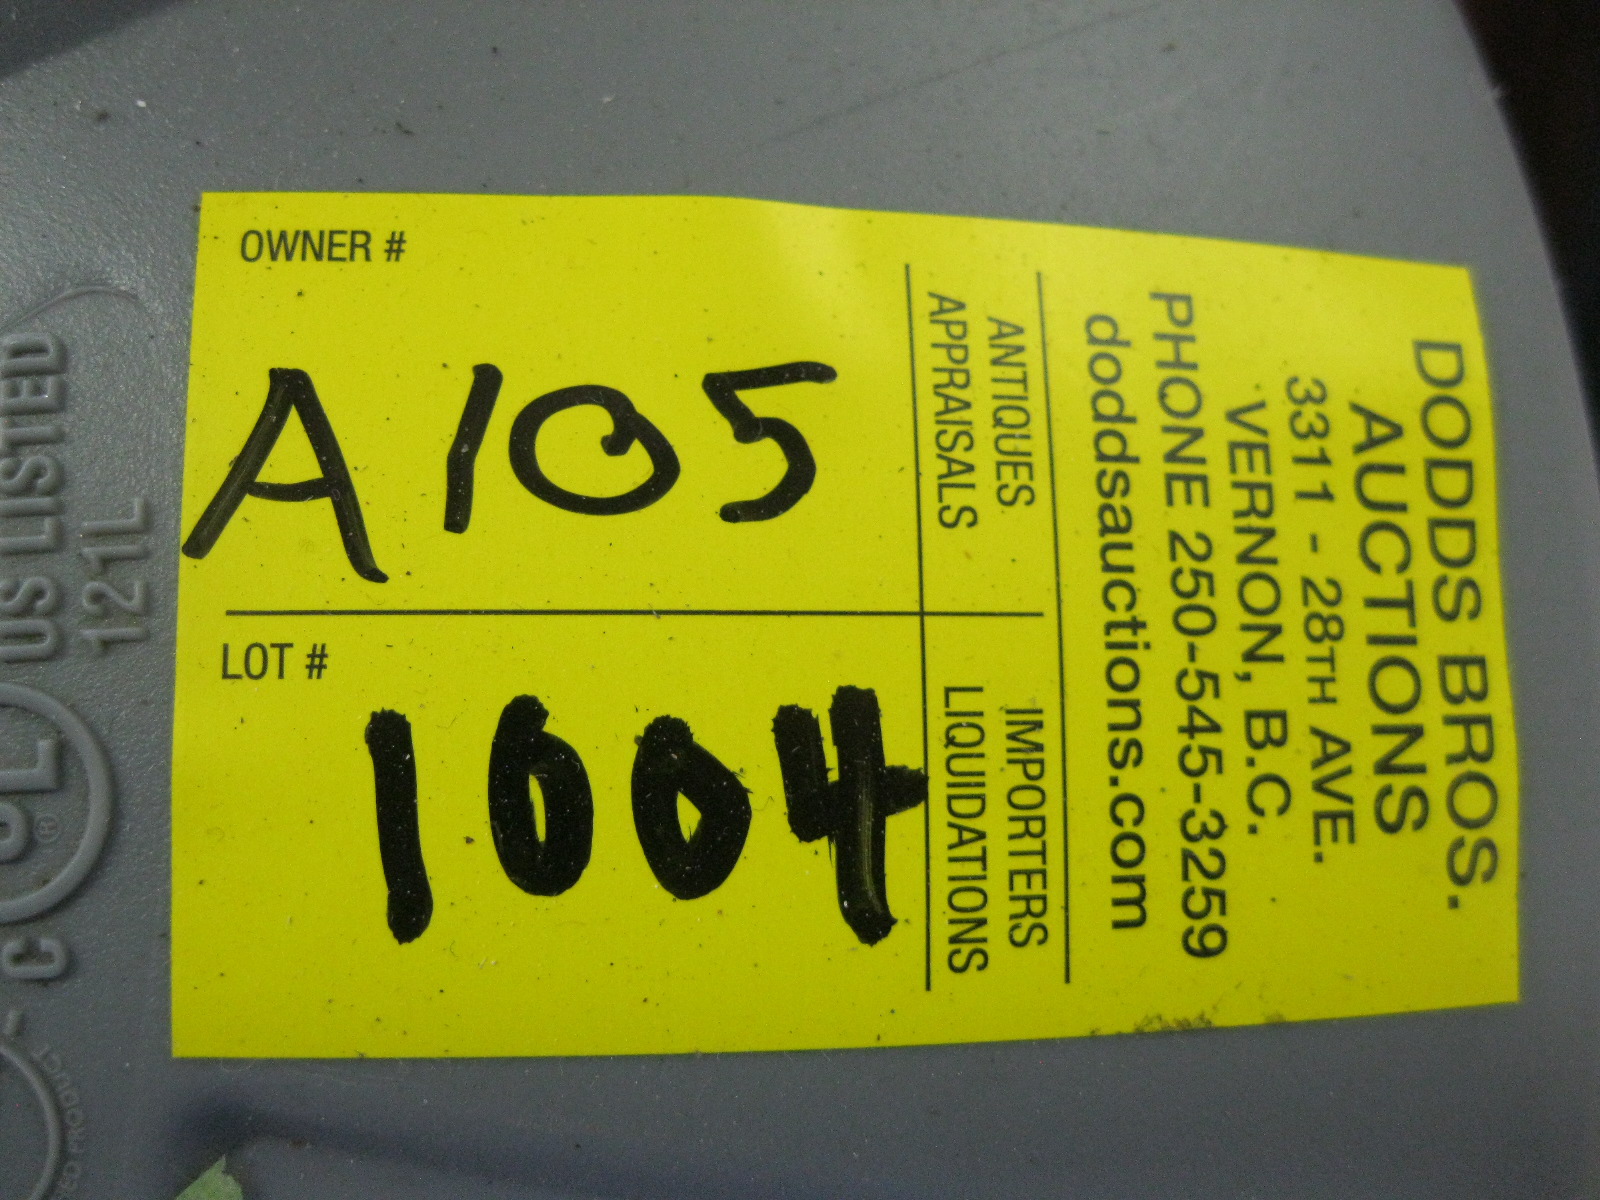 DODDS BROS.
AUCTIONS
3311 - 28TH AVE.
VERNON, B.C.
PHONE 250-545-3259
doddsauctions.com
ANTIQUES
APPRAISALS
IMPORTERS
LIQUIDATIONS
OWNER #
A105
LOT #
1004
US LISTED
121L
C
UL